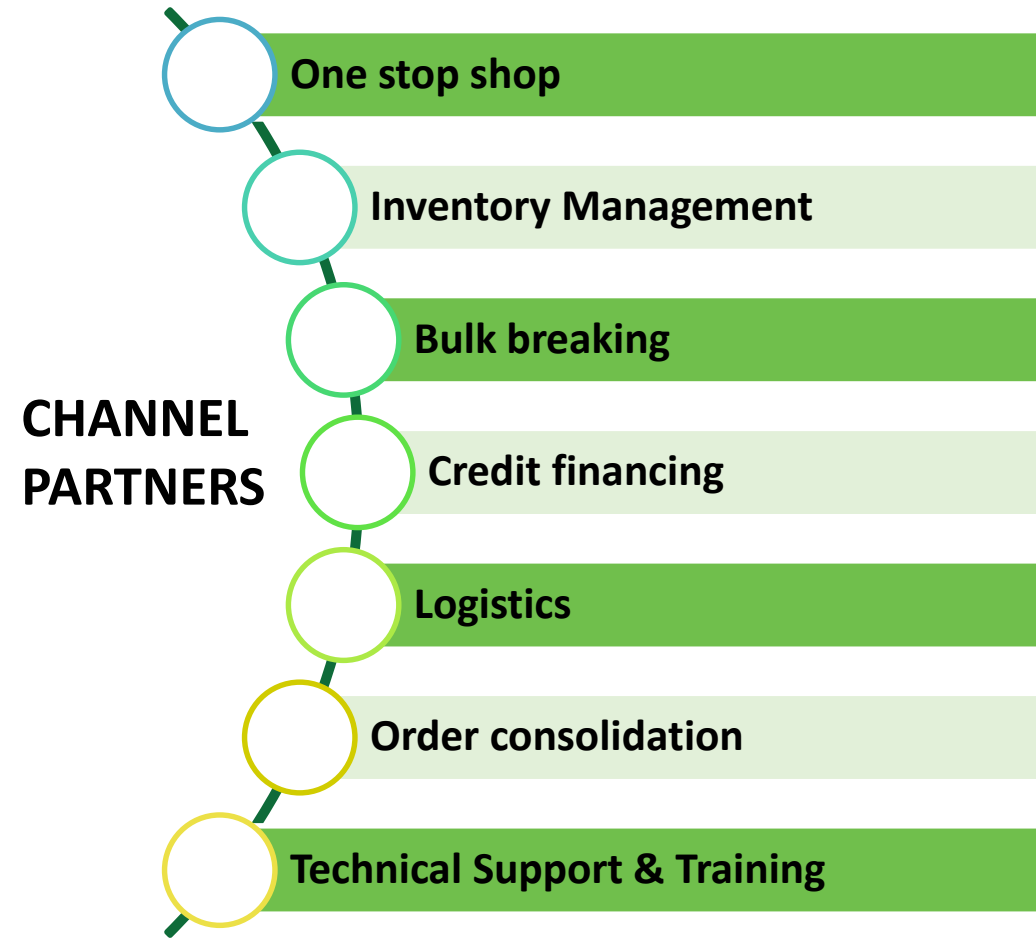 One stop shop
Inventory Management
Bulk breaking
CHANNEL
PARTNERS
Credit financing
Logistics
Order consolidation
Technical Support & Training